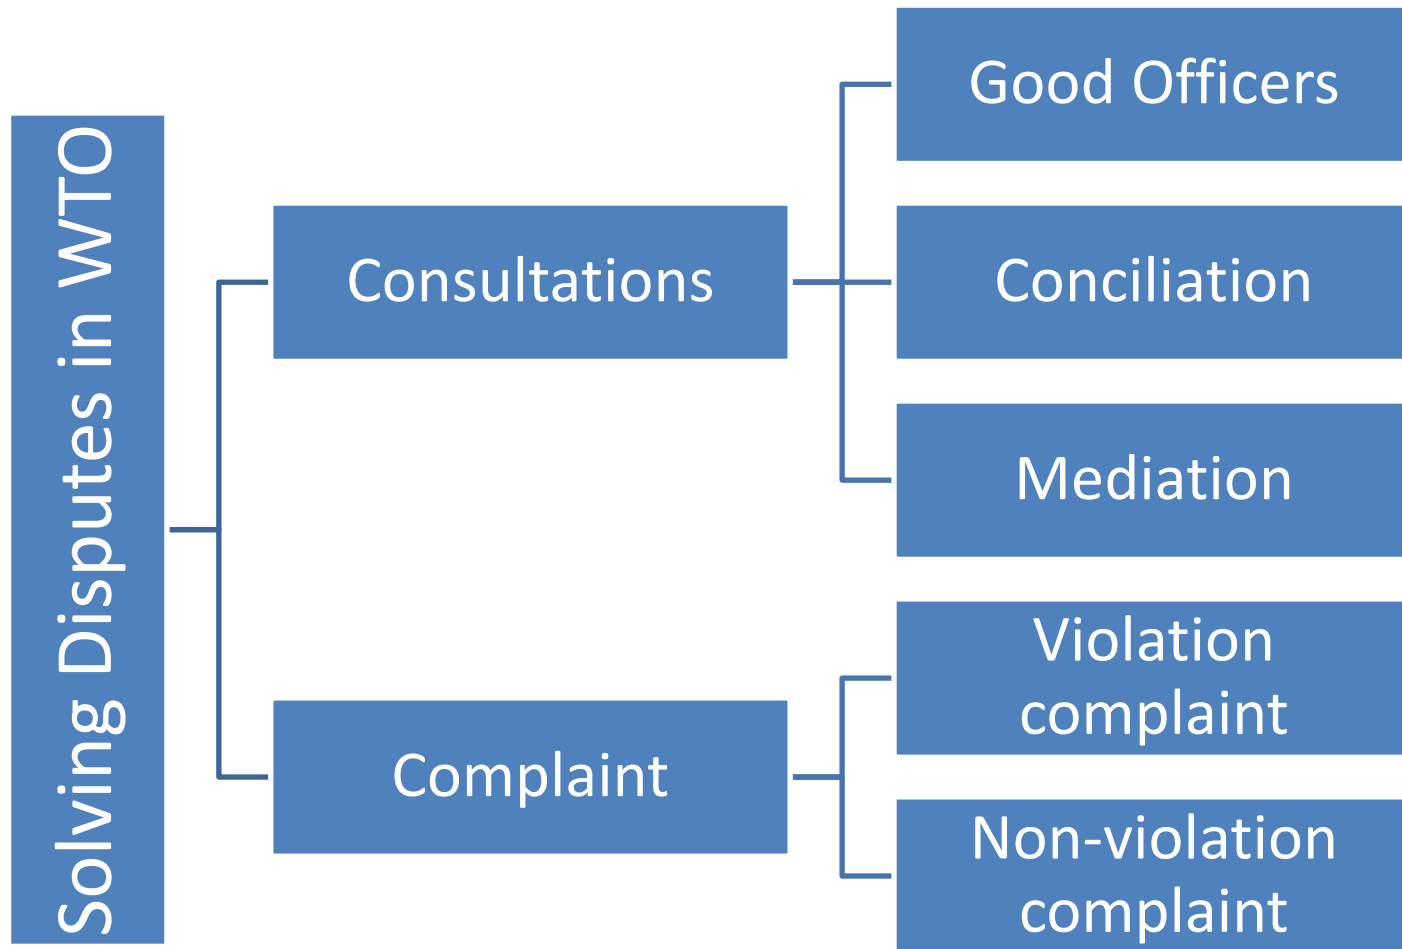 Solving Disputes in WTO
Consultations
Good Officers
Conciliation
Mediation
Complaint
Violation
complaint
Non-violation
complaint